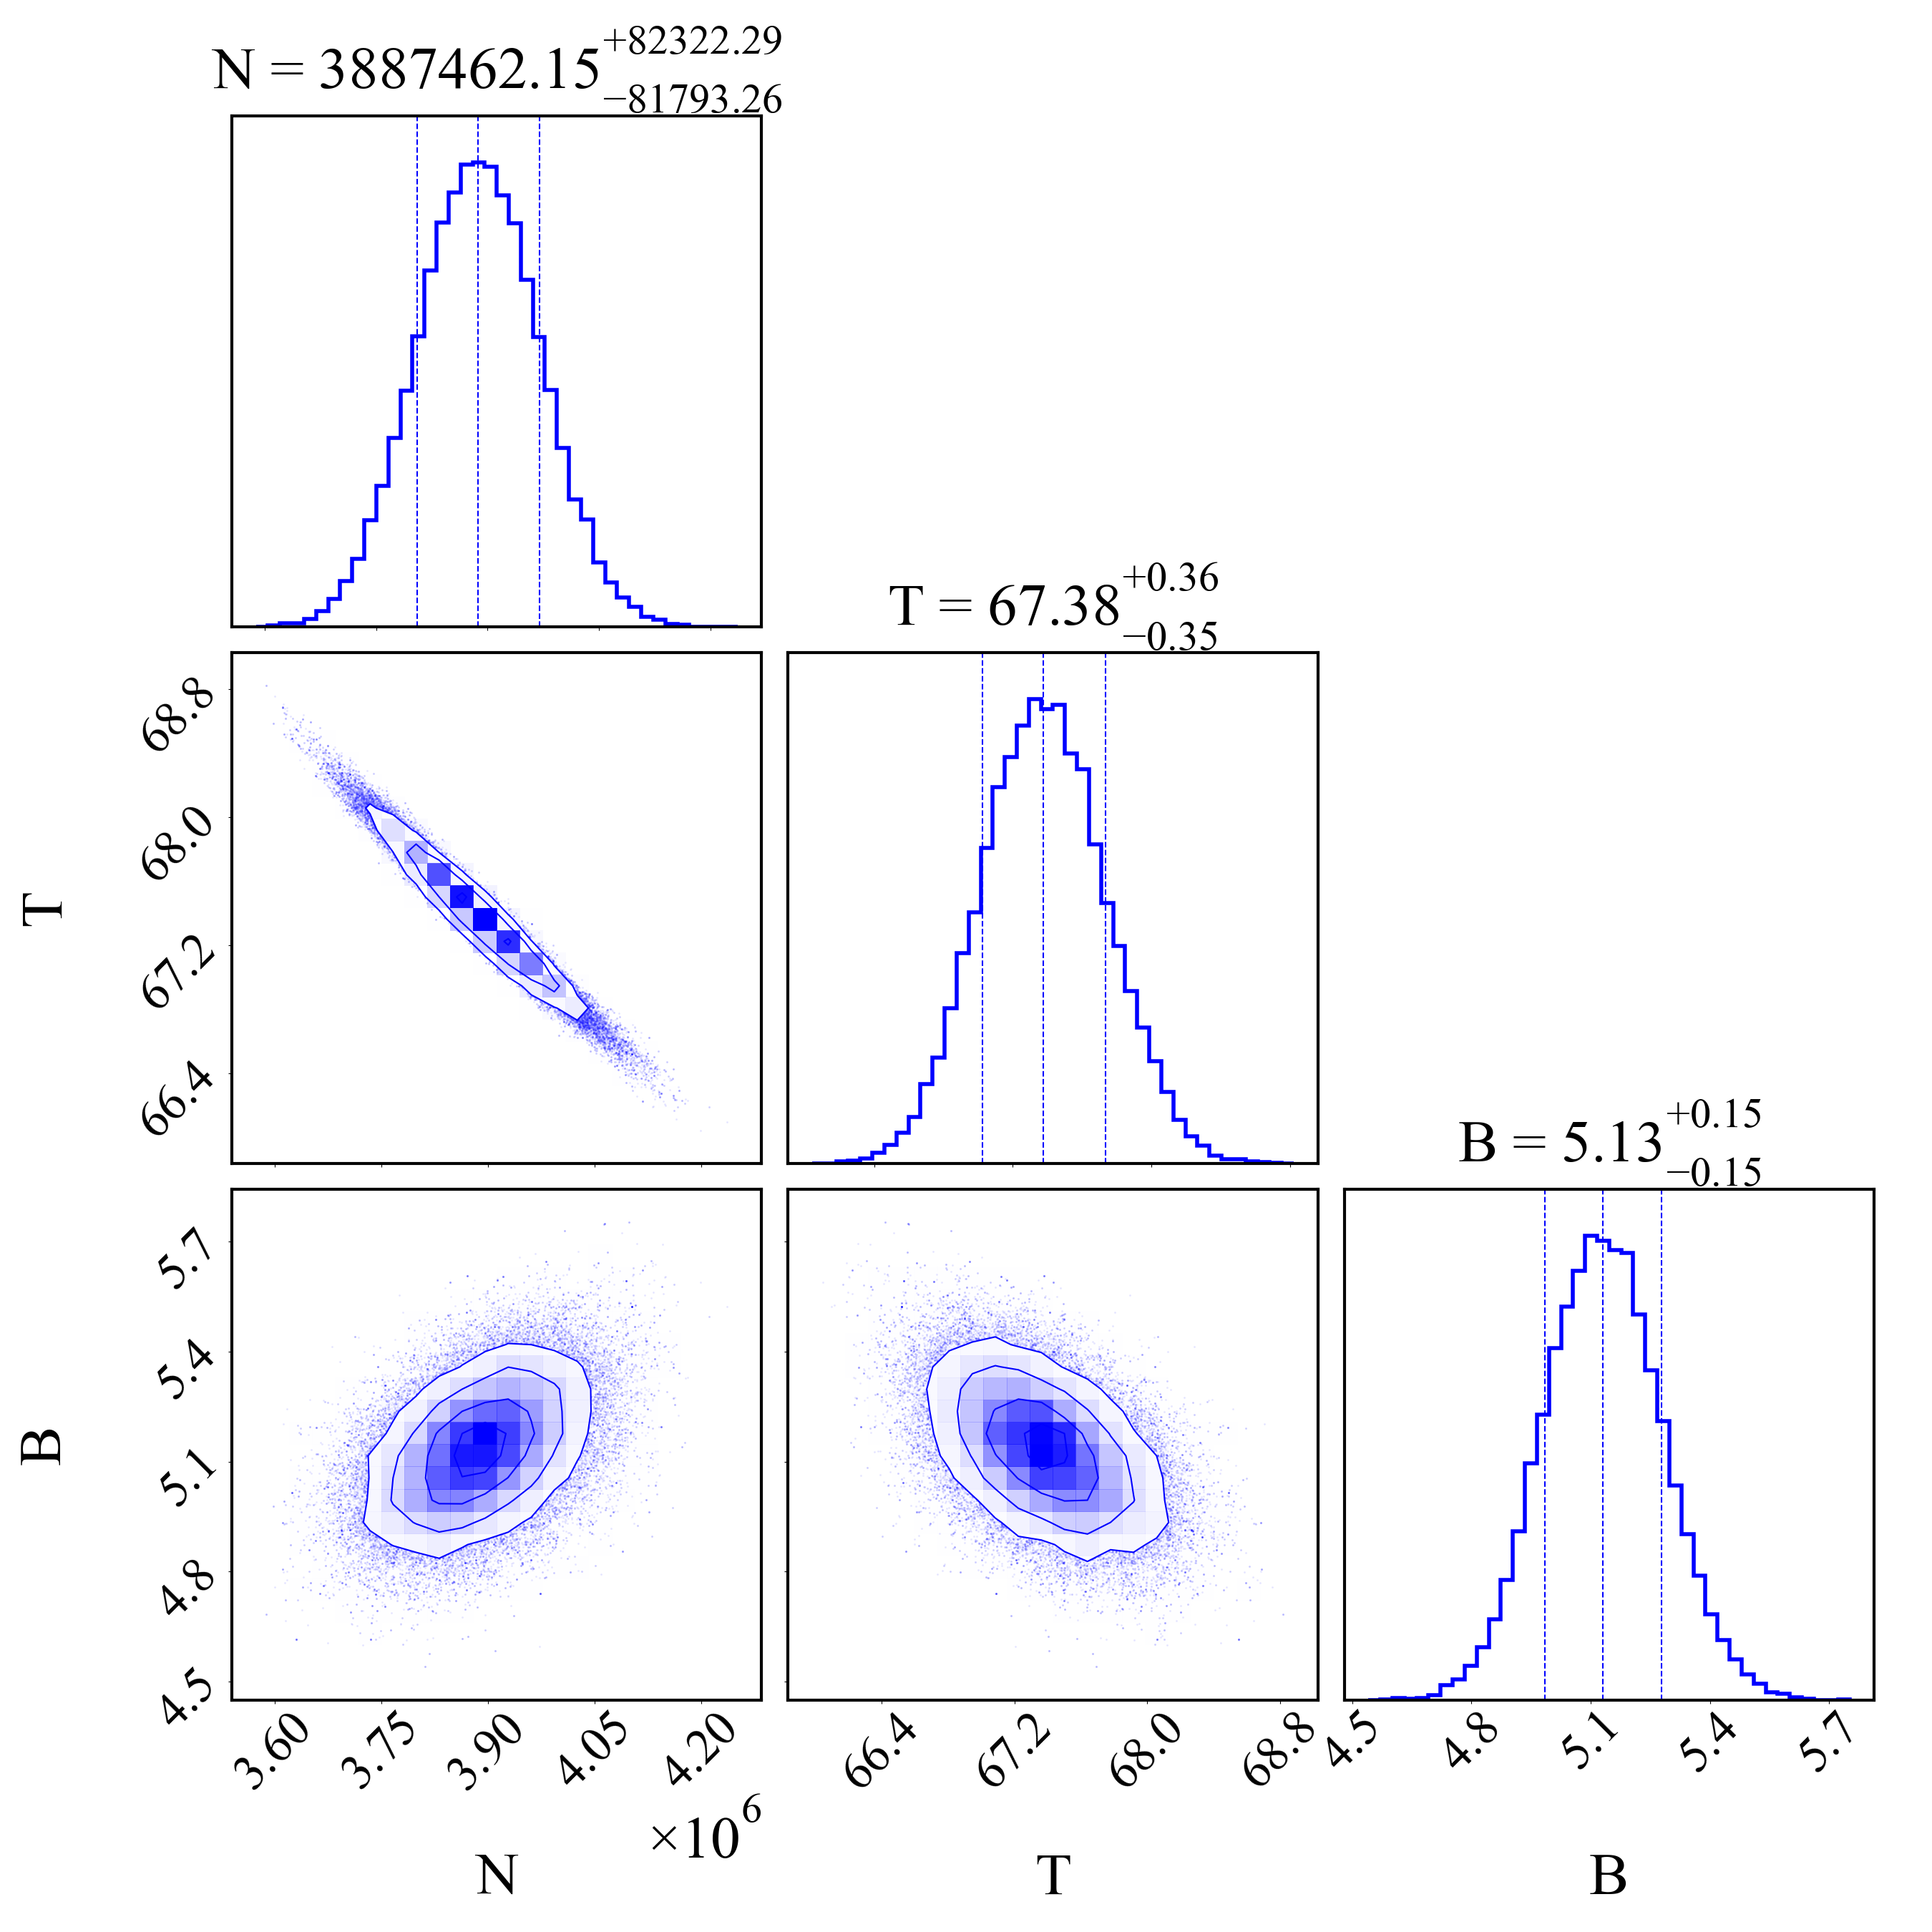 N = 3887462.15 +82322.29 −81793.26
T = 67.38 +0.36 −0.35
68.8
68.0
67.2
66.4
T
B = 5.13 +0.15 −0.15
5.7
5.4
5.1
4.8
4.5
B
3.60 3.75 3.90 4.05 4.20
66.4 67.2 68.0 68.8
4.5 4.8 5.1 5.4 5.7
×10⁶
N T B